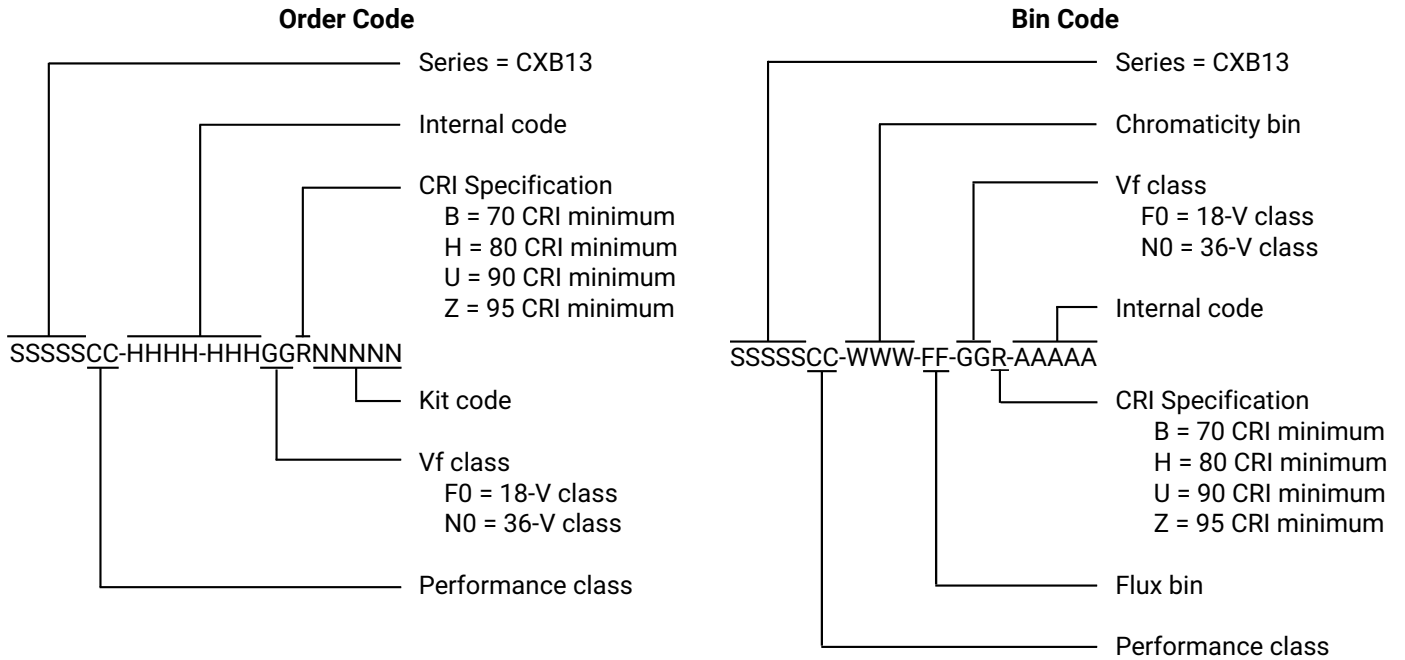 Order Code
Series = CXB13
Internal code
CRI Specification
B = 70 CRI minimum
H = 80 CRI minimum
U = 90 CRI minimum
Z = 95 CRI minimum
SSSSSCC-HHHH-HHHGGRNNNNN
Kit code
Vf class
F0 = 18-V class
N0 = 36-V class
Performance class
Bin Code
Series = CXB13
Chromaticity bin
Vf class
F0 = 18-V class
N0 = 36-V class
Internal code
SSSSSCC-WWW-FF-GGR-AAAAA
CRI Specification
B = 70 CRI minimum
H = 80 CRI minimum
U = 90 CRI minimum
Z = 95 CRI minimum
Flux bin
Performance class